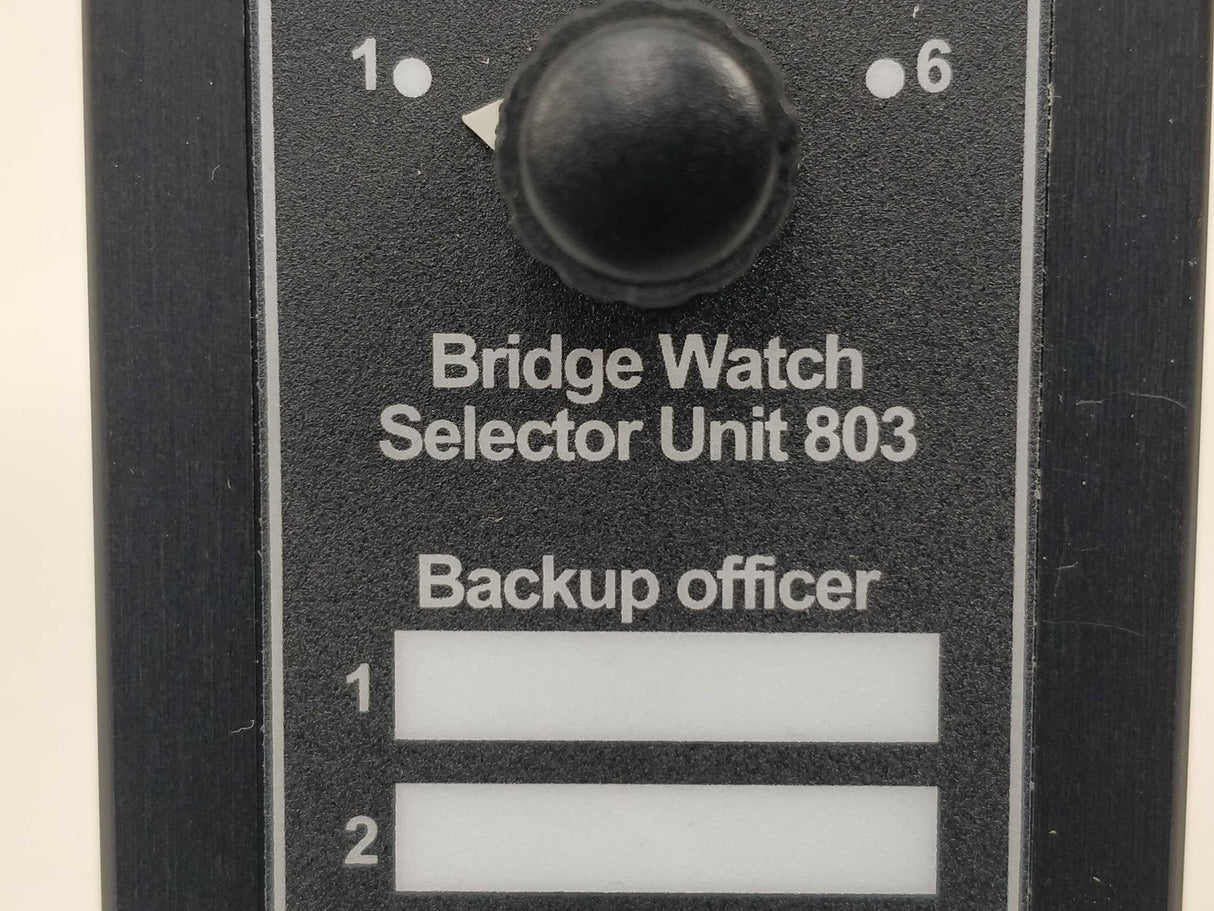 1 6
Bridge Watch
Selector Unit 803
Backup officer
1
2